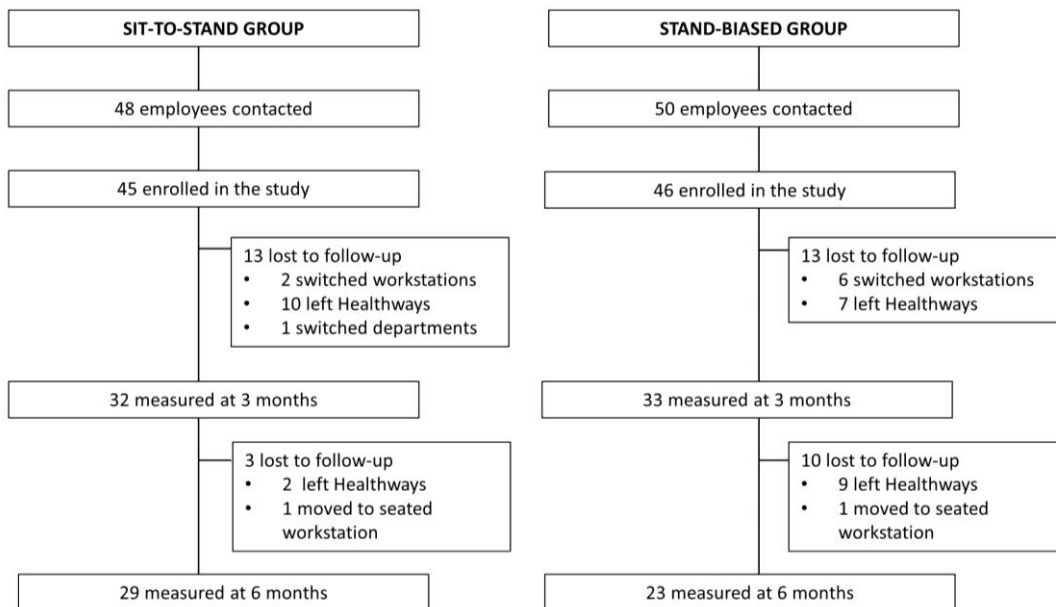 SIT-TO-STAND GROUP
48 employees contacted
45 enrolled in the study
13 lost to follow-up
• 2 switched workstations
• 10 left Healthways
• 1 switched departments
32 measured at 3 months
3 lost to follow-up
• 2 left Healthways
• 1 moved to seated
workstation
29 measured at 6 months
STAND-BIASED GROUP
50 employees contacted
46 enrolled in the study
13 lost to follow-up
• 6 switched workstations
• 7 left Healthways
33 measured at 3 months
10 lost to follow-up
• 9 left Healthways
• 1 moved to seated
workstation
23 measured at 6 months